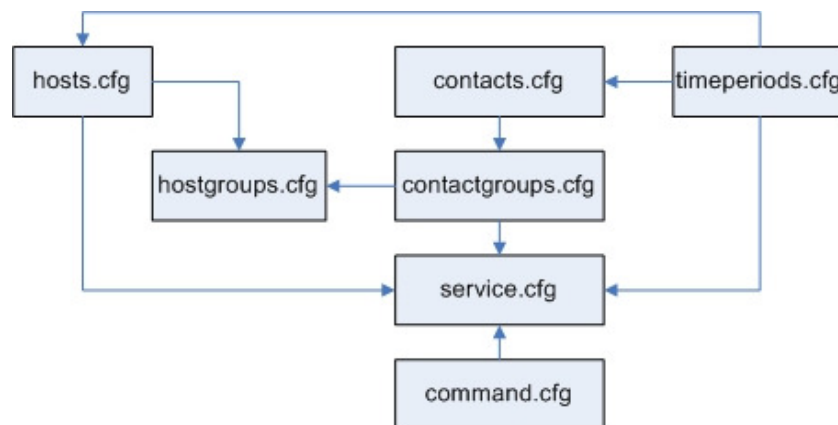 hosts.cfg
contacts.cfg
timeperiods.cfg
hostgroups.cfg
contactgroups.cfg
service.cfg
command.cfg